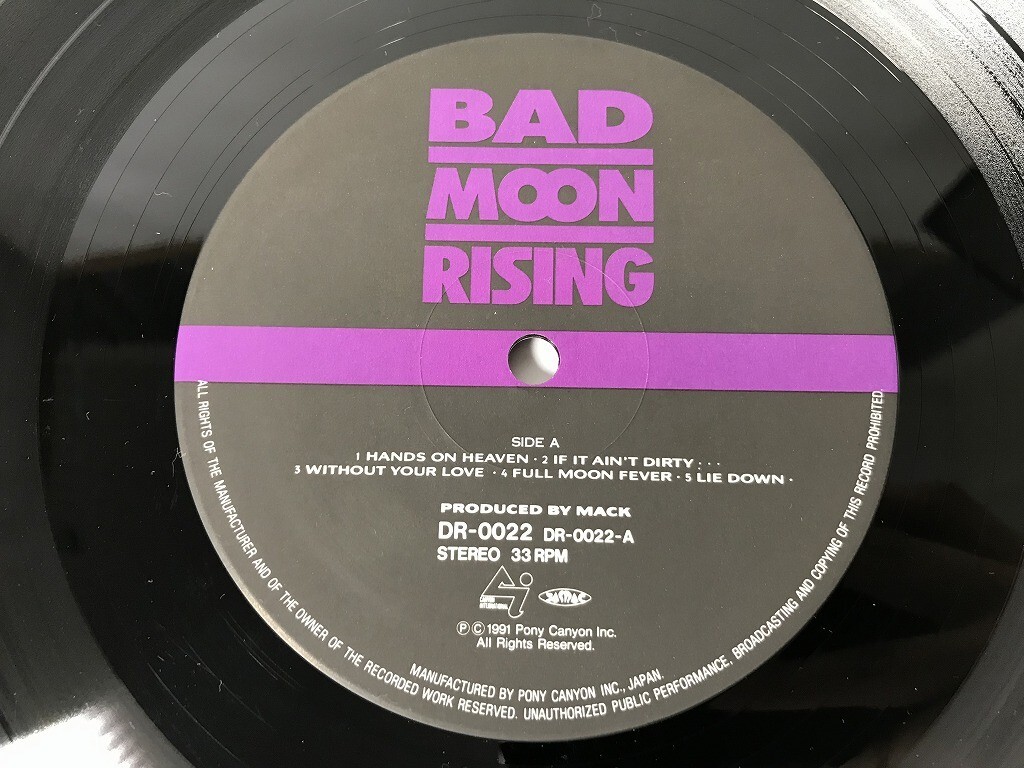 BAD
MOON
RISING
SIDE A
1 HANDS ON HEAVEN · 2 IF IT AIN'T DIRTY · · ·
3 WITHOUT YOUR LOVE · 4 FULL MOON FEVER · 5 LIE DOWN ·
PRODUCED BY MACK
DR-0022 DR-0022-A
STEREO 33 RPM
INTERNATIONAL
Ⓟ Ⓒ 1991 Pony Canyon Inc.
All Rights Reserved.
MANUFACTURED BY PONY CANYON INC., JAPAN.
ALL RIGHTS OF THE MANUFACTURER AND OF THE OWNER OF THE RECORDED WORK RESERVED. UNAUTHORIZED PUBLIC PERFORMANCE, BROADCASTING AND COPYING OF THIS RECORD PROHIBITED.